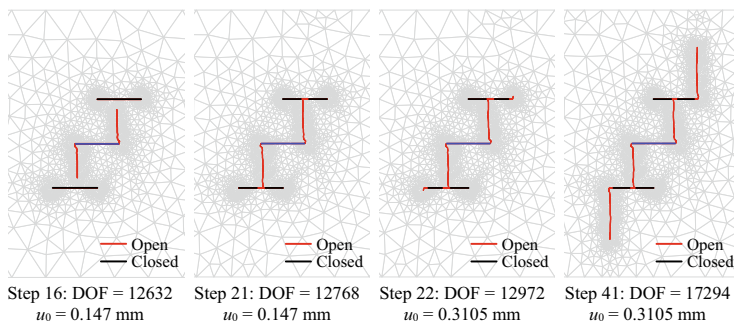 Open
Closed
Open
Closed
Open
Closed
Open
Closed
Step 16: DOF = 12632
u₀ = 0.147 mm
Step 21: DOF = 12768
u₀ = 0.147 mm
Step 22: DOF = 12972
u₀ = 0.3105 mm
Step 41: DOF = 17294
u₀ = 0.3105 mm